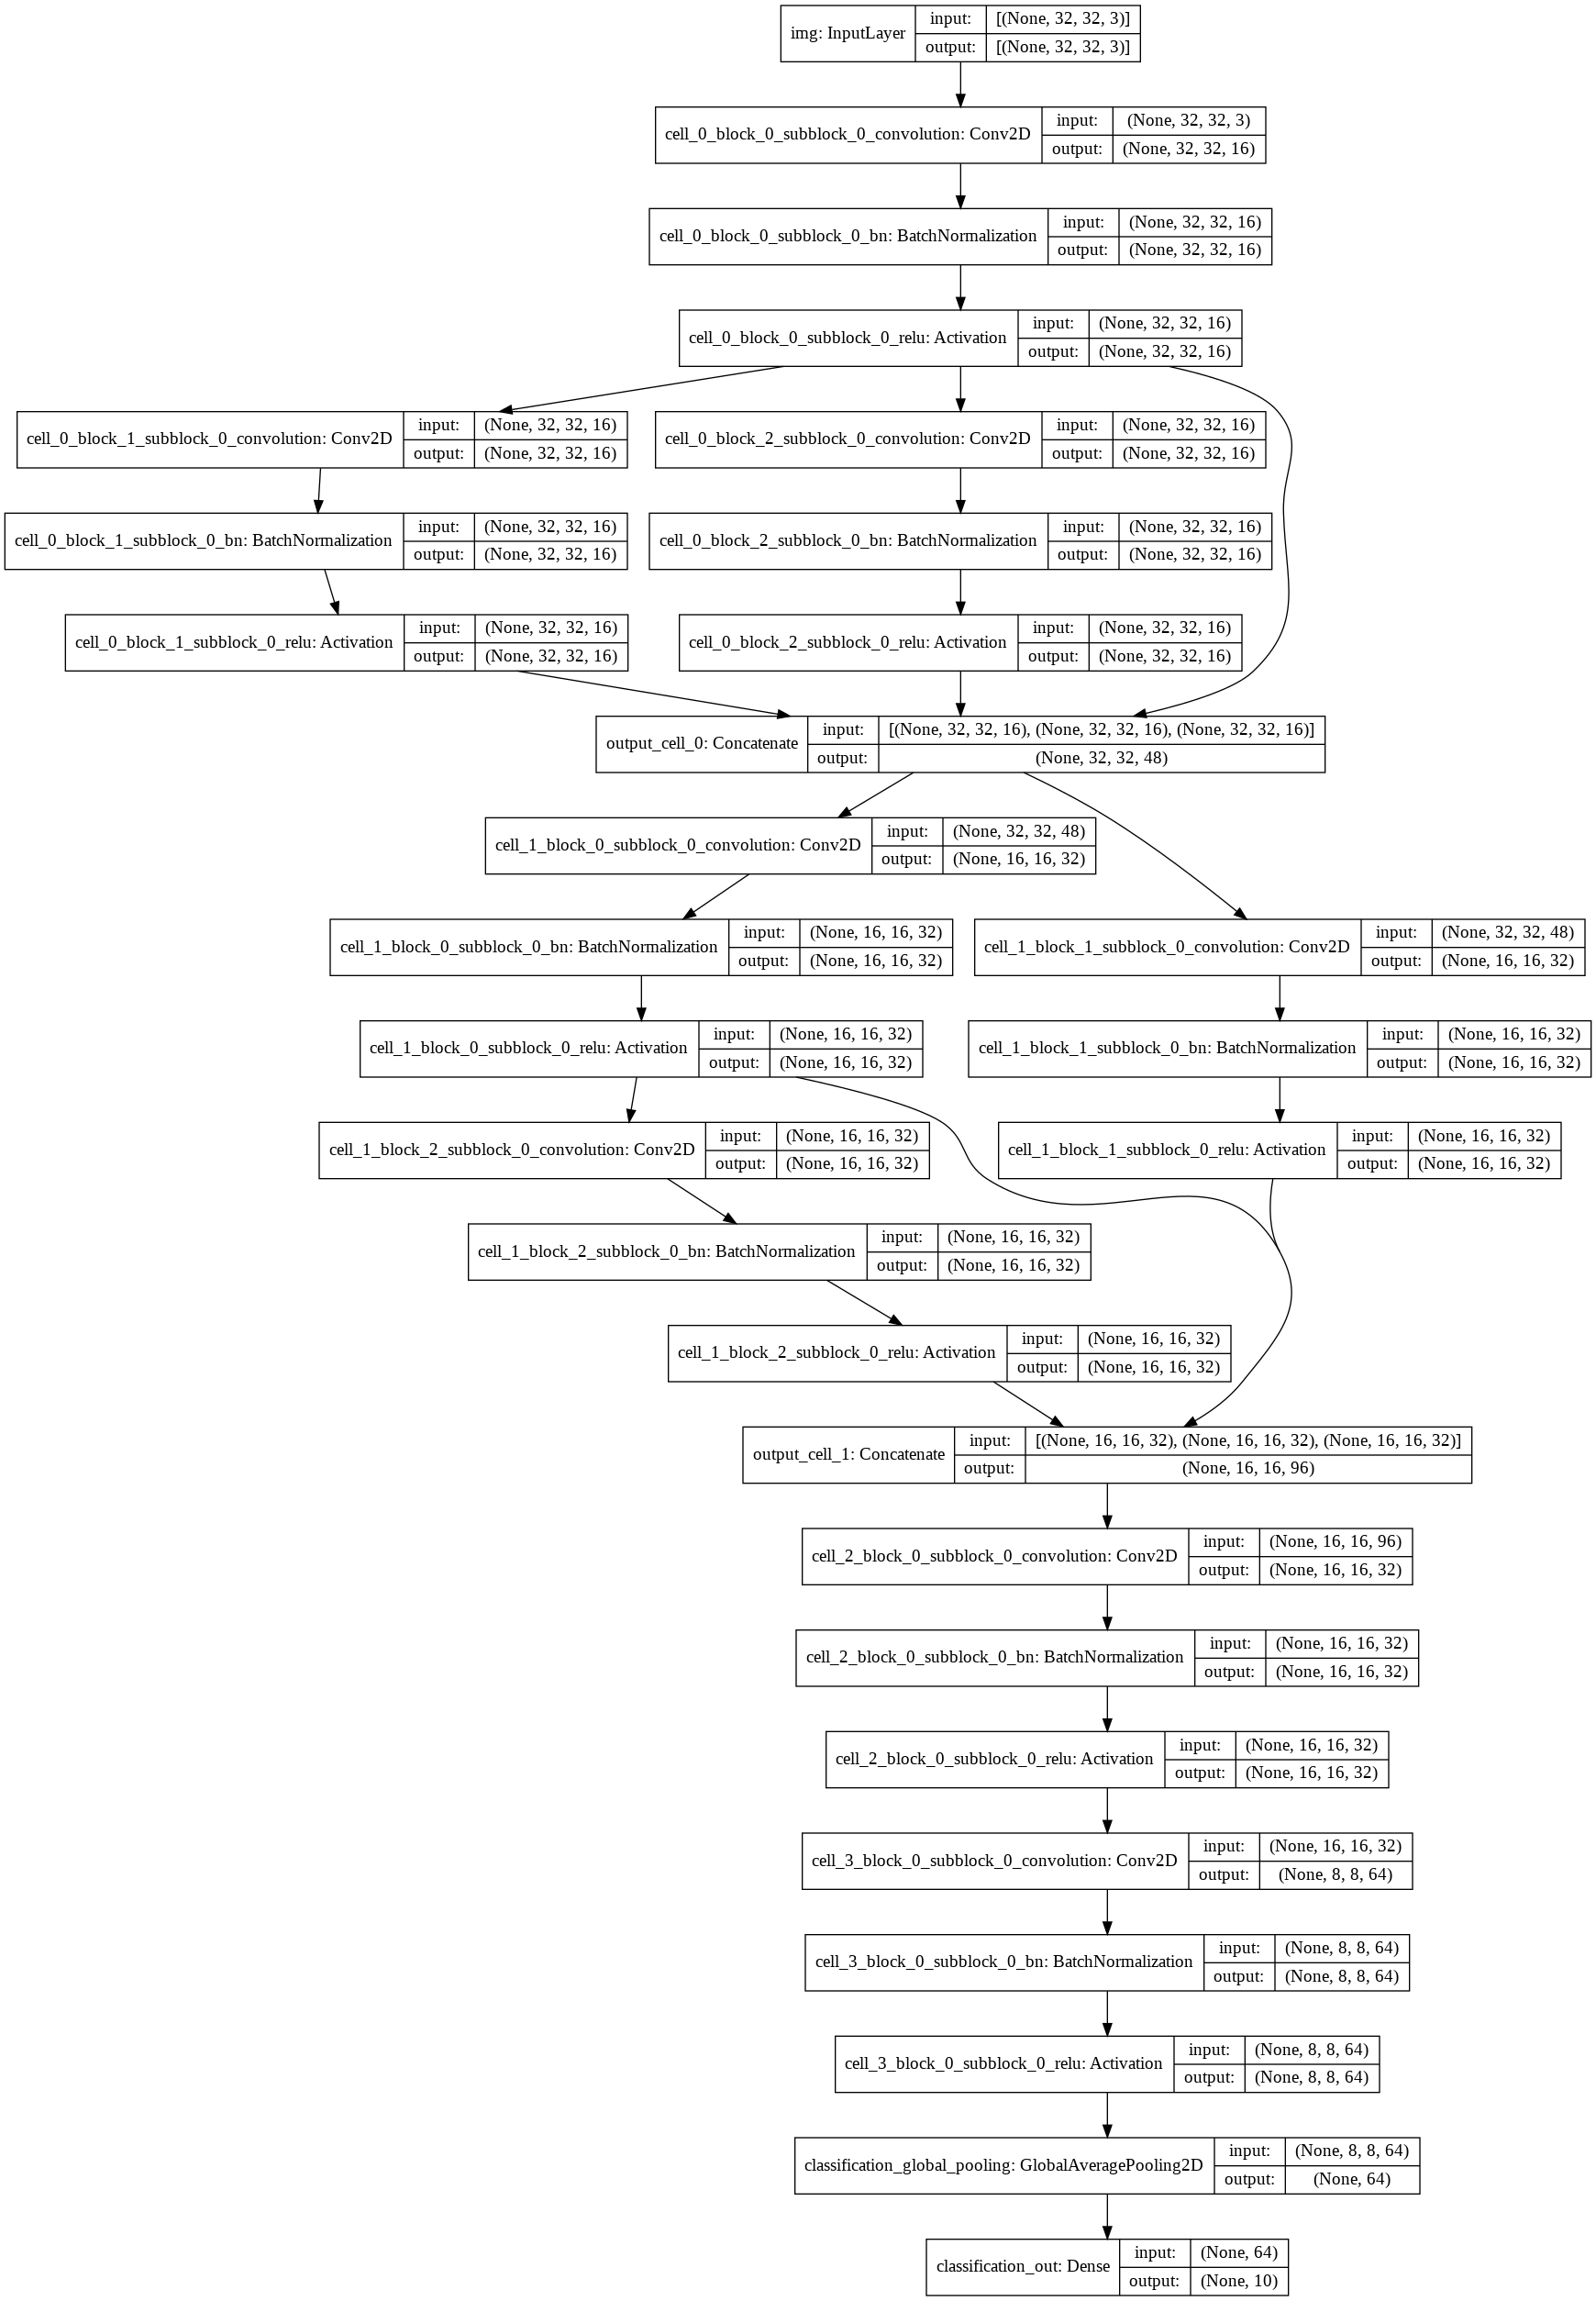 img: InputLayer
input:
[(None, 32, 32, 3)]
output:
[(None, 32, 32, 3)]
cell_0_block_0_subblock_0_convolution: Conv2D
input:
(None, 32, 32, 3)
output:
(None, 32, 32, 16)
cell_0_block_0_subblock_0_bn: BatchNormalization
input:
(None, 32, 32, 16)
output:
(None, 32, 32, 16)
cell_0_block_0_subblock_0_relu: Activation
input:
(None, 32, 32, 16)
output:
(None, 32, 32, 16)
cell_0_block_1_subblock_0_convolution: Conv2D
input:
(None, 32, 32, 16)
output:
(None, 32, 32, 16)
cell_0_block_2_subblock_0_convolution: Conv2D
input:
(None, 32, 32, 16)
output:
(None, 32, 32, 16)
cell_0_block_1_subblock_0_bn: BatchNormalization
input:
(None, 32, 32, 16)
output:
(None, 32, 32, 16)
cell_0_block_2_subblock_0_bn: BatchNormalization
input:
(None, 32, 32, 16)
output:
(None, 32, 32, 16)
cell_0_block_1_subblock_0_relu: Activation
input:
(None, 32, 32, 16)
output:
(None, 32, 32, 16)
cell_0_block_2_subblock_0_relu: Activation
input:
(None, 32, 32, 16)
output:
(None, 32, 32, 16)
output_cell_0: Concatenate
input:
[(None, 32, 32, 16), (None, 32, 32, 16), (None, 32, 32, 16)]
output:
(None, 32, 32, 48)
cell_1_block_0_subblock_0_convolution: Conv2D
input:
(None, 32, 32, 48)
output:
(None, 16, 16, 32)
cell_1_block_0_subblock_0_bn: BatchNormalization
input:
(None, 16, 16, 32)
output:
(None, 16, 16, 32)
cell_1_block_1_subblock_0_convolution: Conv2D
input:
(None, 32, 32, 48)
output:
(None, 16, 16, 32)
cell_1_block_0_subblock_0_relu: Activation
input:
(None, 16, 16, 32)
output:
(None, 16, 16, 32)
cell_1_block_1_subblock_0_bn: BatchNormalization
input:
(None, 16, 16, 32)
output:
(None, 16, 16, 32)
cell_1_block_2_subblock_0_convolution: Conv2D
input:
(None, 16, 16, 32)
output:
(None, 16, 16, 32)
cell_1_block_1_subblock_0_relu: Activation
input:
(None, 16, 16, 32)
output:
(None, 16, 16, 32)
cell_1_block_2_subblock_0_bn: BatchNormalization
input:
(None, 16, 16, 32)
output:
(None, 16, 16, 32)
cell_1_block_2_subblock_0_relu: Activation
input:
(None, 16, 16, 32)
output:
(None, 16, 16, 32)
output_cell_1: Concatenate
input:
[(None, 16, 16, 32), (None, 16, 16, 32), (None, 16, 16, 32)]
output:
(None, 16, 16, 96)
cell_2_block_0_subblock_0_convolution: Conv2D
input:
(None, 16, 16, 96)
output:
(None, 16, 16, 32)
cell_2_block_0_subblock_0_bn: BatchNormalization
input:
(None, 16, 16, 32)
output:
(None, 16, 16, 32)
cell_2_block_0_subblock_0_relu: Activation
input:
(None, 16, 16, 32)
output:
(None, 16, 16, 32)
cell_3_block_0_subblock_0_convolution: Conv2D
input:
(None, 16, 16, 32)
output:
(None, 8, 8, 64)
cell_3_block_0_subblock_0_bn: BatchNormalization
input:
(None, 8, 8, 64)
output:
(None, 8, 8, 64)
cell_3_block_0_subblock_0_relu: Activation
input:
(None, 8, 8, 64)
output:
(None, 8, 8, 64)
classification_global_pooling: GlobalAveragePooling2D
input:
(None, 8, 8, 64)
output:
(None, 64)
classification_out: Dense
input:
(None, 64)
output:
(None, 10)